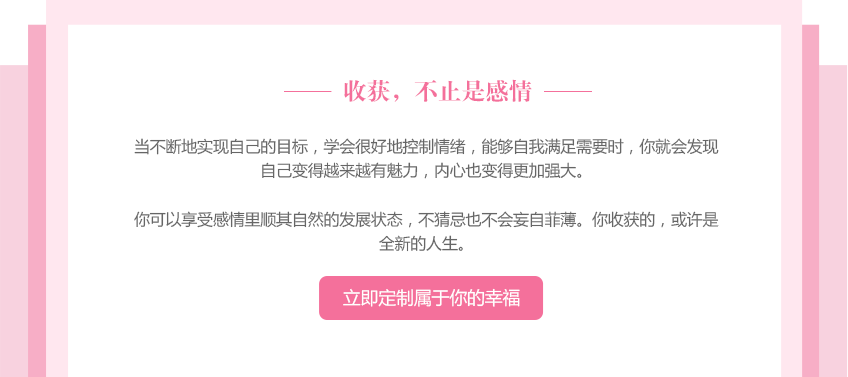 收获，不止是感情
当不断地实现自己的目标，学会很好地控制情绪，能够自我满足需要时，你就会发现
自己变得越来越有魅力，内心也变得更加强大。
你可以享受感情里顺其自然的发展状态，不猜忌也不会妄自菲薄。你收获的，或许是
全新的人生。
立即定制属于你的幸福